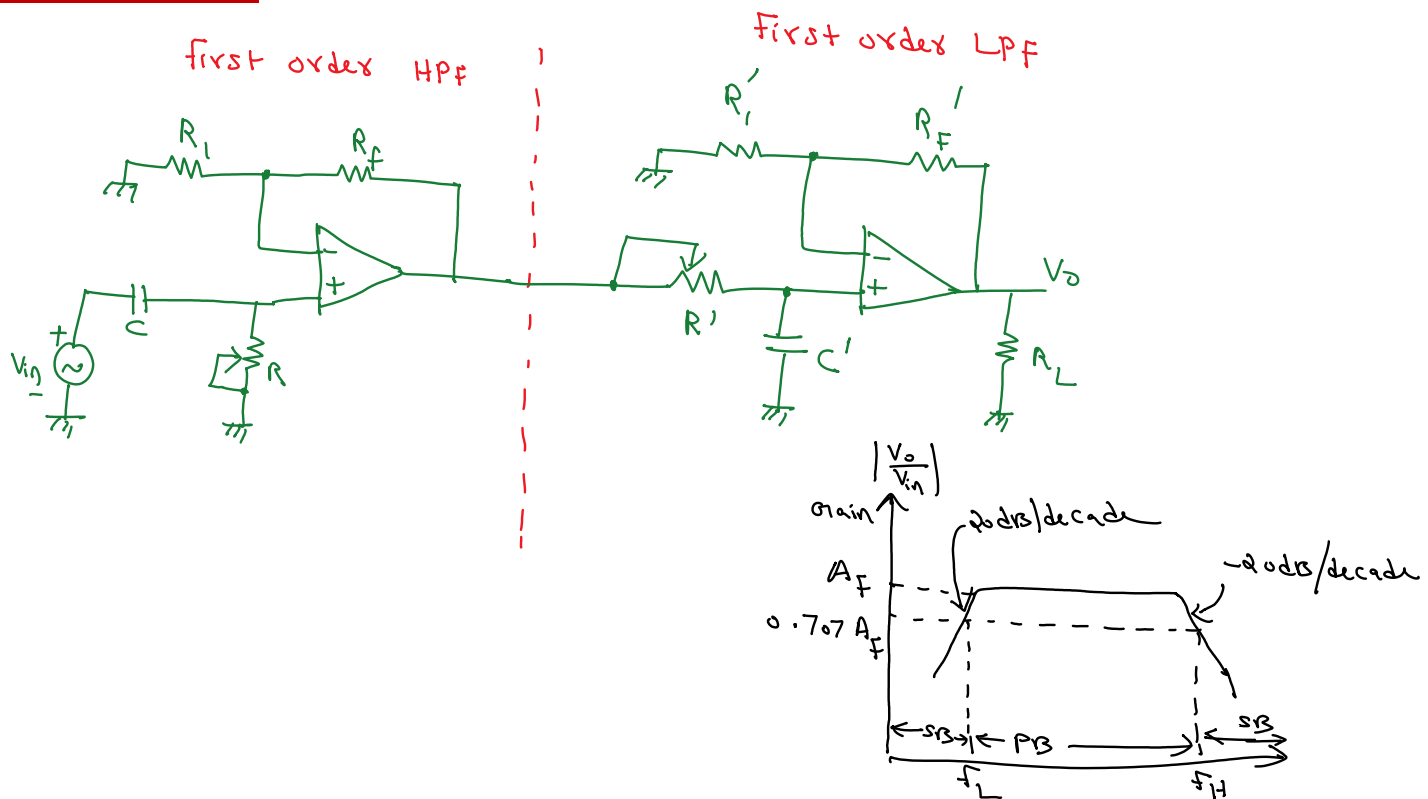 first order HPF
First order LPF
R1
Rf
R1'
RF'
-
+
C
R
+
Vin
-
R'
C'
-
+
Vo
RL
|Vo/Vin|
Gain
20dB/decade
-20dB/decade
AF
0.707 AF
SB
PB
SB
fL
fH